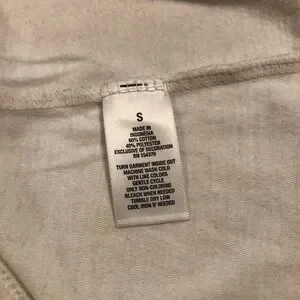 S
MADE IN
INDONESIA
60% COTTON
40% POLYESTER
EXCLUSIVE OF DECORATION
RN 154379
TURN GARMENT INSIDE OUT
MACHINE WASH COLD
WITH LIKE COLORS
GENTLE CYCLE
ONLY NON-CHLORINE
BLEACH WHEN NEEDED
TUMBLE DRY LOW
COOL IRON IF NEEDED